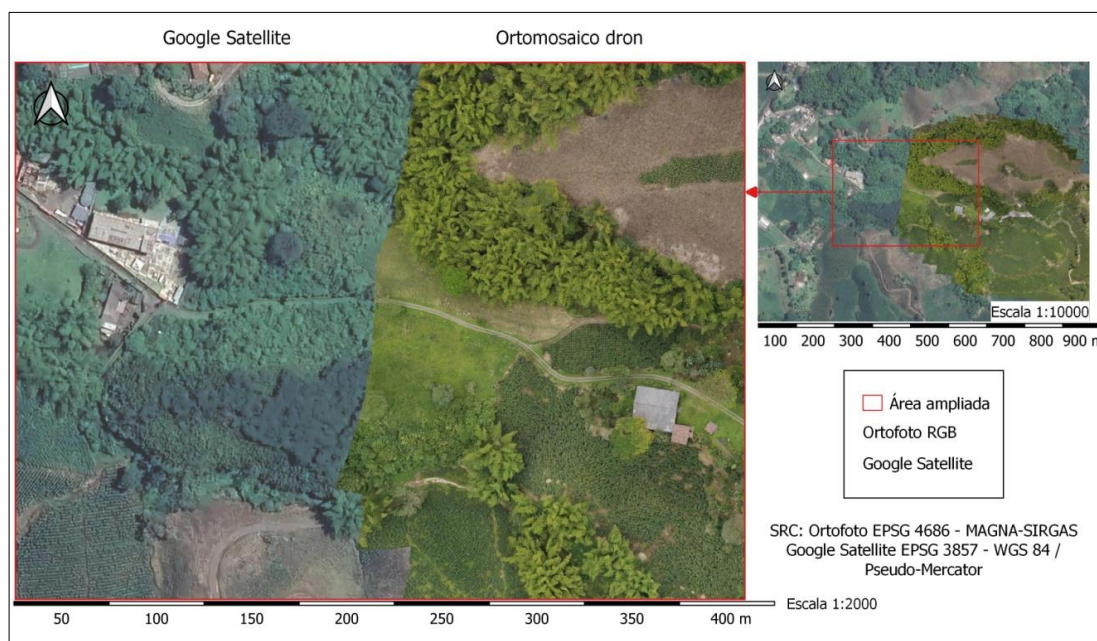 Google Satellite
Ortomosaico dron
Escala 1:10000
100 200 300 400 500 600 700 800 900 m
Área ampliada
Ortofoto RGB
Google Satellite
SRC: Ortofoto EPSG 4686 - MAGNA-SIRGAS
Google Satellite EPSG 3857 - WGS 84 /
Pseudo-Mercator
Escala 1:2000
50 100 150 200 250 300 350 400 m